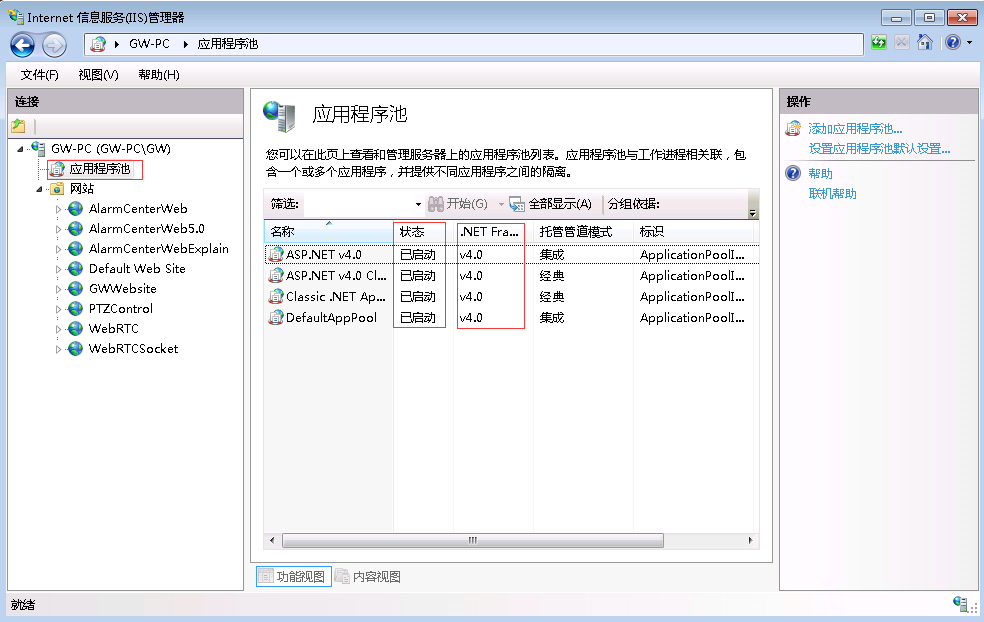 Internet 信息服务(IIS)管理器
GW-PC 应用程序池
文件(F) 视图(V) 帮助(H)
连接
GW-PC (GW-PC\GW)
应用程序池
网站
AlarmCenterWeb
AlarmCenterWeb5.0
AlarmCenterWebExplain
Default Web Site
GWWebsite
PTZControl
WebRTC
WebRTCSocket
应用程序池
您可以在此页上查看和管理服务器上的应用程序池列表。应用程序池与工作进程相关联，包
含一个或多个应用程序，并提供不同应用程序之间的隔离。
筛选: 开始(G) 全部显示(A) 分组依据:
名称 状态 .NET Fra... 托管管道模式 标识
ASP.NET v4.0 已启动 v4.0 集成 ApplicationPoolI...
ASP.NET v4.0 Cl... 已启动 v4.0 经典 ApplicationPoolI...
Classic .NET Ap... 已启动 v4.0 经典 ApplicationPoolI...
DefaultAppPool 已启动 v4.0 集成 ApplicationPoolI...
功能视图 内容视图
操作
添加应用程序池...
设置应用程序池默认设置...
帮助
联机帮助
就绪